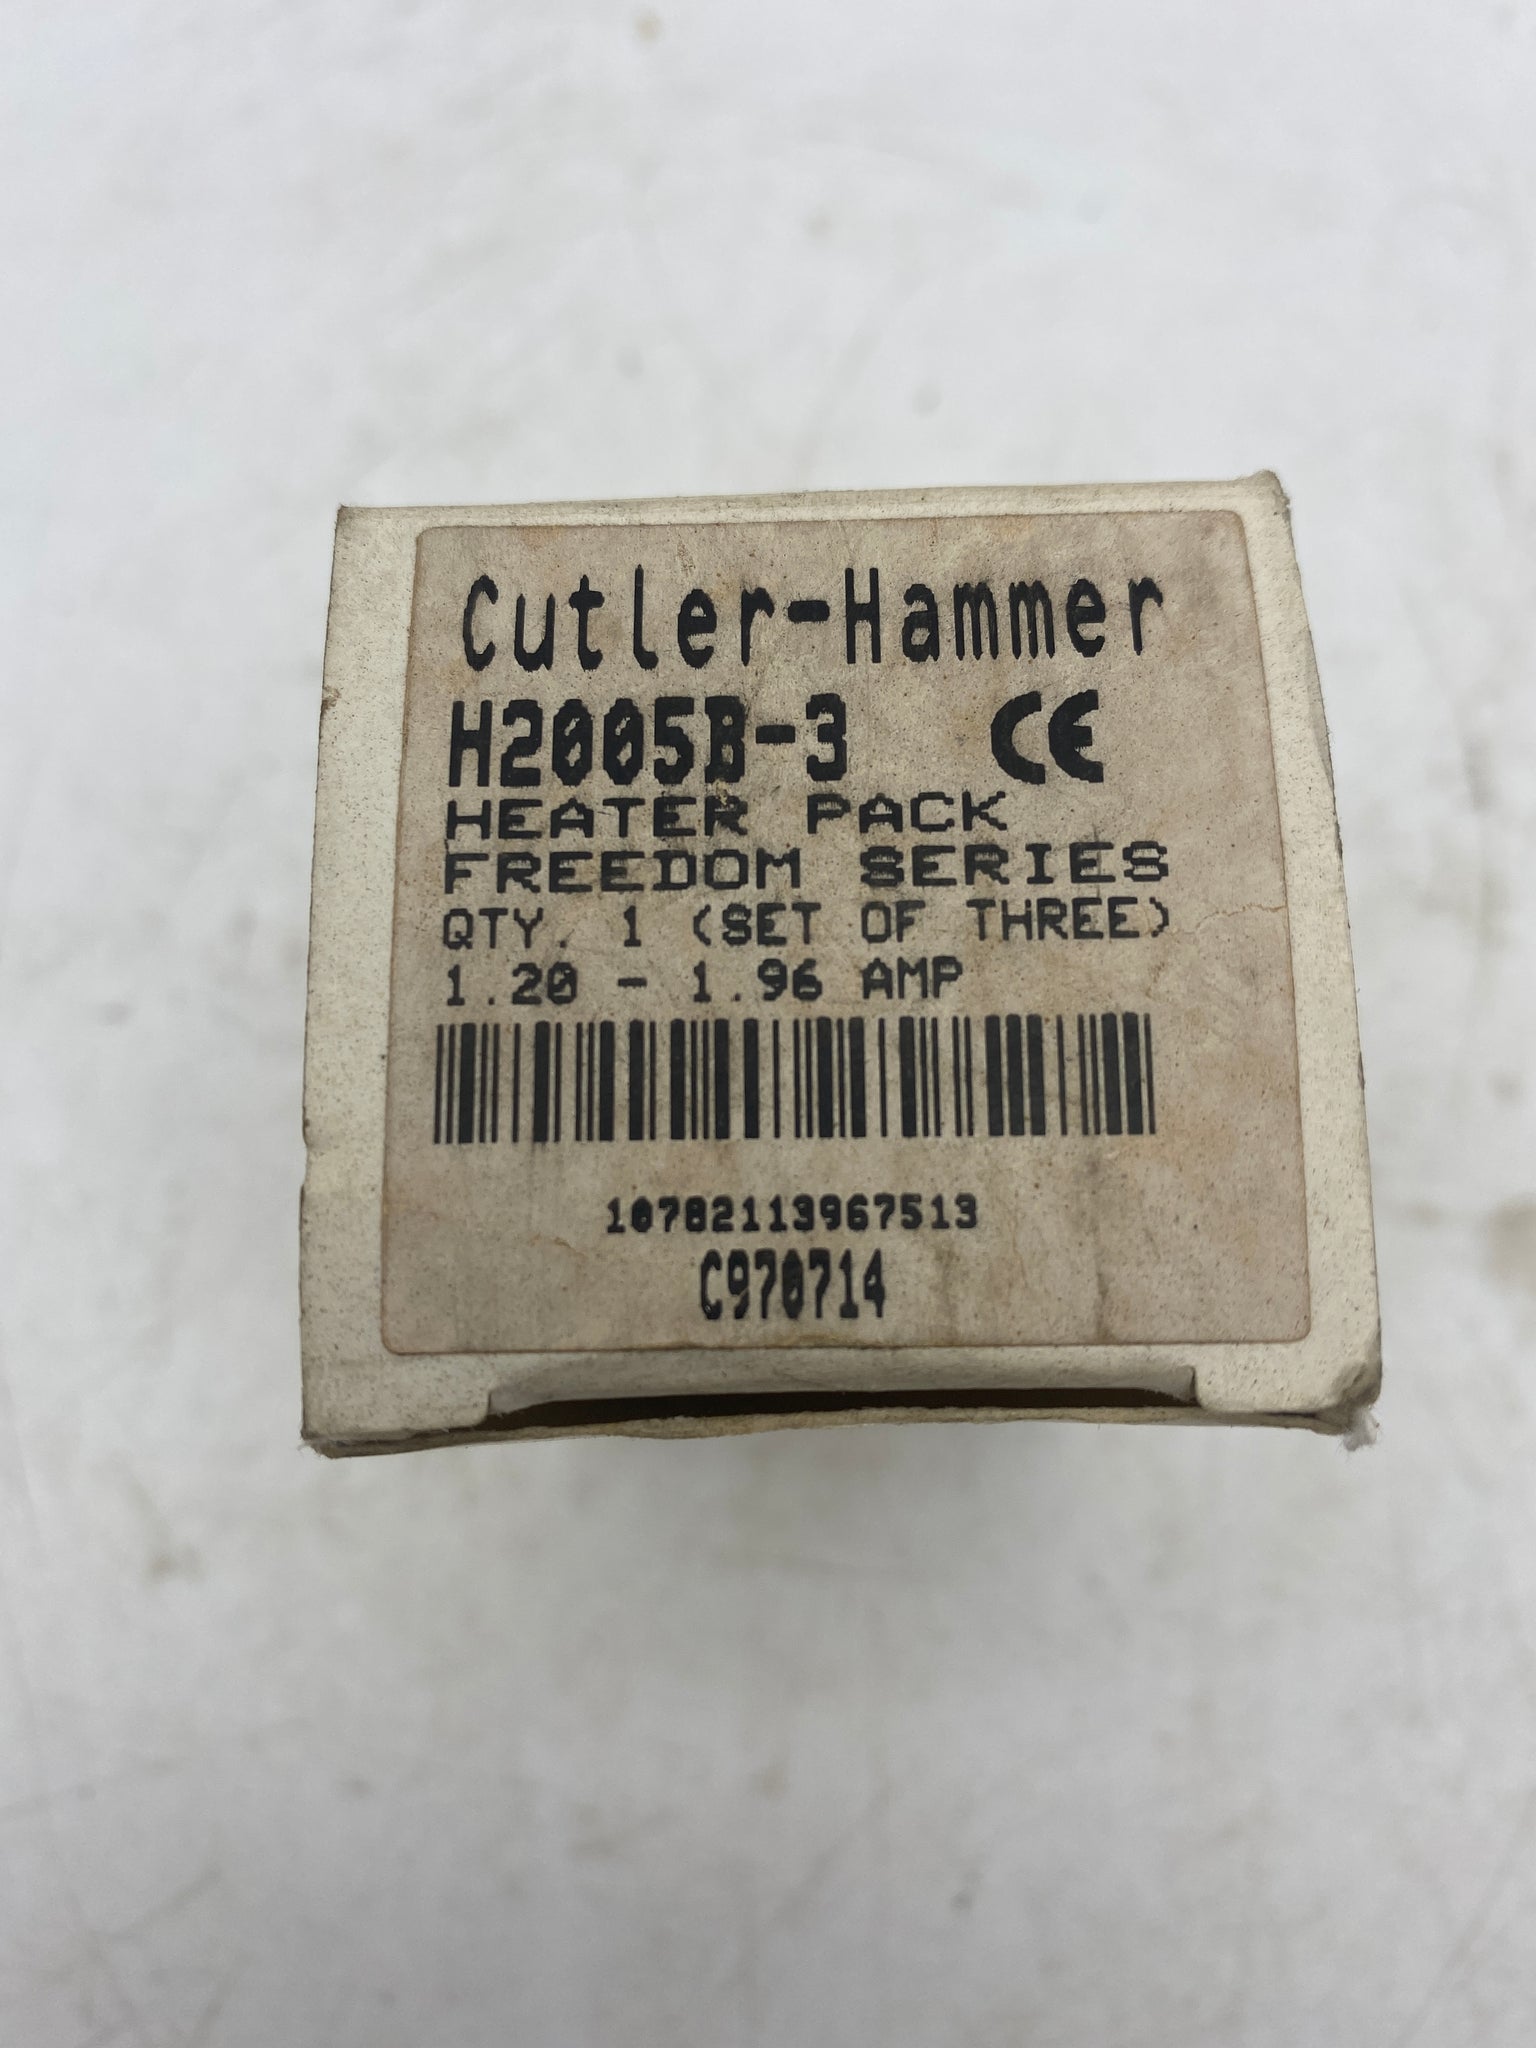 Cutler-Hammer
H2005B-3 CE
HEATER PACK
FREEDOM SERIES
QTY. 1 (SET OF THREE)
1.20 - 1.96 AMP
10782113967513
C970714